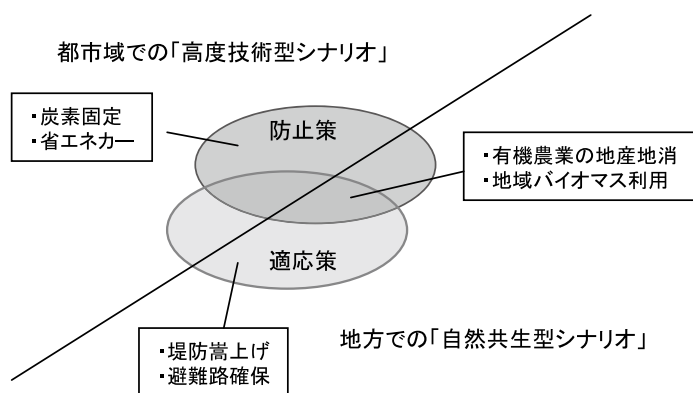 都市域での「高度技術型シナリオ」
・炭素固定
・省エネカー
防止策
・有機農業の地産地消
・地域バイオマス利用
適応策
地方での「自然共生型シナリオ」
・堤防嵩上げ
・避難路確保